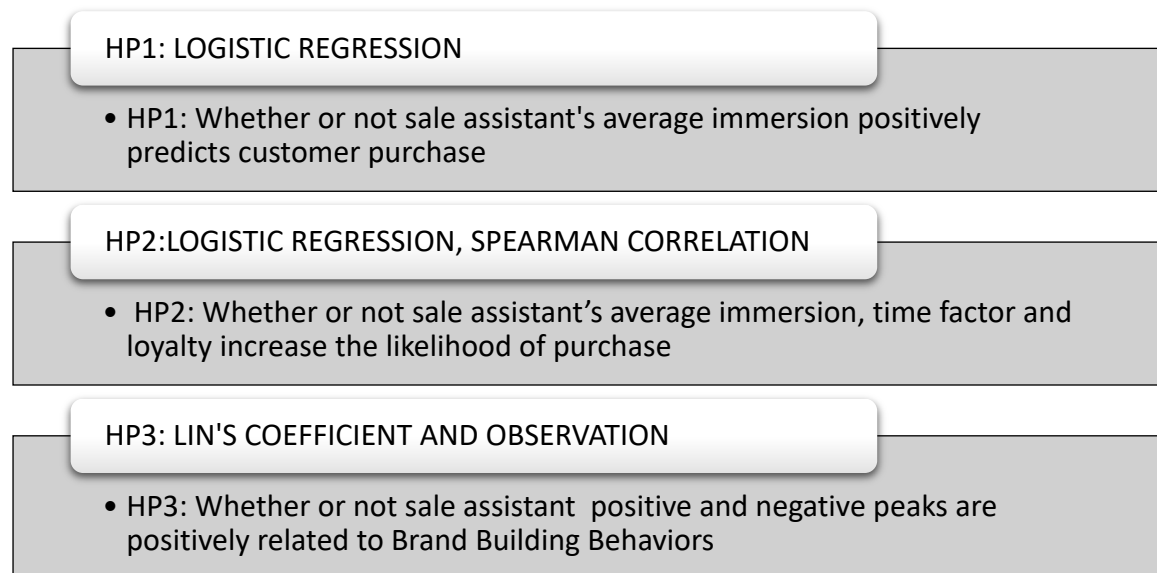 HP1: LOGISTIC REGRESSION
• HP1: Whether or not sale assistant's average immersion positively
predicts customer purchase
HP2:LOGISTIC REGRESSION, SPEARMAN CORRELATION
• HP2: Whether or not sale assistant’s average immersion, time factor and
loyalty increase the likelihood of purchase
HP3: LIN'S COEFFICIENT AND OBSERVATION
• HP3: Whether or not sale assistant positive and negative peaks are
positively related to Brand Building Behaviors